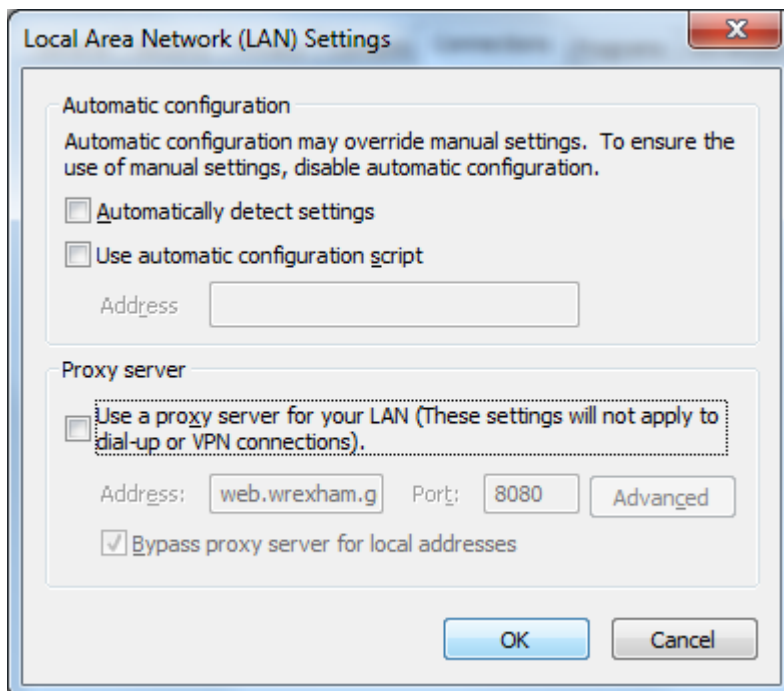 Local Area Network (LAN) Settings
Automatic configuration
Automatic configuration may override manual settings.  To ensure the
use of manual settings, disable automatic configuration.
Automatically detect settings
Use automatic configuration script
Address
Proxy server
Use a proxy server for your LAN (These settings will not apply to
dial-up or VPN connections).
Address: web.wrexham.g Port: 8080 Advanced
Bypass proxy server for local addresses
OK Cancel